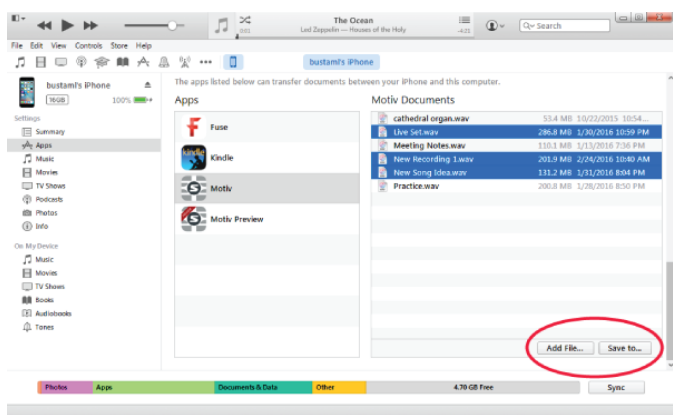 The Ocean
0:01
Led Zeppelin — Houses of the Holy
-4:25
Search
File Edit View Controls Store Help
bustami's iPhone
bustami's iPhone
16GB 100%
Settings
Summary
Apps
Music
Movies
TV Shows
Podcasts
Photos
Info
On My Device
Music
Movies
TV Shows
Books
Audiobooks
Tones
The apps listed below can transfer documents between your iPhone and this computer.
Apps
Fuse
kindle
Kindle
Motiv
Motiv Preview
Motiv Documents
cathedral organ.wav 53.4 MB 10/22/2015 10:54...
Live Set.wav 286.8 MB 1/30/2016 10:59 PM
Meeting Notes.wav 110.1 MB 1/13/2016 7:36 PM
New Recording 1.wav 201.9 MB 2/24/2016 10:40 AM
New Song Idea.wav 131.2 MB 1/31/2016 8:04 PM
Practice.wav 200.8 MB 1/28/2016 8:50 PM
Add File... Save to...
Photos Apps Documents & Data Other 4.70 GB Free Sync